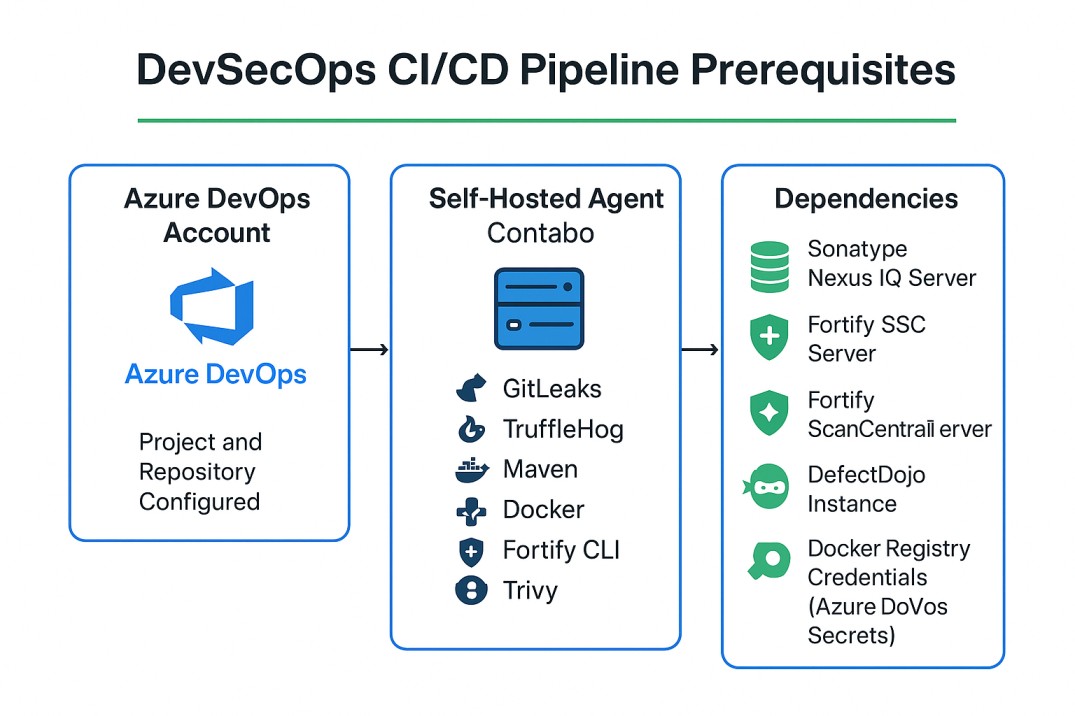 DevSecOps CI/CD Pipeline Prerequisites
Azure DevOps
Account
Azure DevOps
Project and
Repository
Configured
Self-Hosted Agent
Contabo
GitLeaks
TruffleHog
Maven
Docker
Fortify CLI
Trivy
Dependencies
Sonatype
Nexus IQ Server
Fortify SSC
Server
Fortify
erver
DefectDojo
Instance
Docker Registry
Credentials
(Azure DoVos
Secrets)